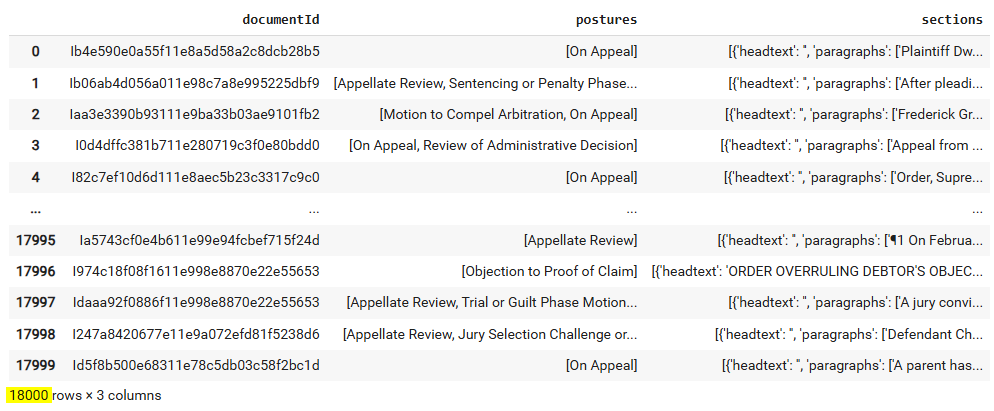 documentId postures sections
0 Ib4e590e0a55f11e8a5d58a2c8dcb28b5 [On Appeal] [{'headtext': '', 'paragraphs': ['Plaintiff Dw...
1 Ib06ab4d056a011e98c7a8e995225dbf9 [Appellate Review, Sentencing or Penalty Phase... [{'headtext': '', 'paragraphs': ['After pleadi...
2 Iaa3e3390b93111e9ba33b03ae9101fb2 [Motion to Compel Arbitration, On Appeal] [{'headtext': '', 'paragraphs': ['Frederick Gr...
3 I0d4dffc381b711e280719c3f0e80bdd0 [On Appeal, Review of Administrative Decision] [{'headtext': '', 'paragraphs': ['Appeal from ...
4 I82c7ef10d6d111e8aec5b23c3317c9c0 [On Appeal] [{'headtext': '', 'paragraphs': ['Order, Supre...
... ... ... ...
17995 Ia5743cf0e4b611e99e94fcbef715f24d [Appellate Review] [{'headtext': '', 'paragraphs': ['¶1 On Februa...
17996 I974c18f08f1611e998e8870e22e55653 [Objection to Proof of Claim] [{'headtext': 'ORDER OVERRULING DEBTOR'S OBJEC...
17997 Idaaa92f0886f11e998e8870e22e55653 [Appellate Review, Trial or Guilt Phase Motion... [{'headtext': '', 'paragraphs': ['A jury convi...
17998 I247a8420677e11e9a072efd81f5238d6 [Appellate Review, Jury Selection Challenge or... [{'headtext': '', 'paragraphs': ['Defendant Ch...
17999 Id5f8b500e68311e78c5db03c58f2bc1d [On Appeal] [{'headtext': '', 'paragraphs': ['A parent has...
18000 rows × 3 columns